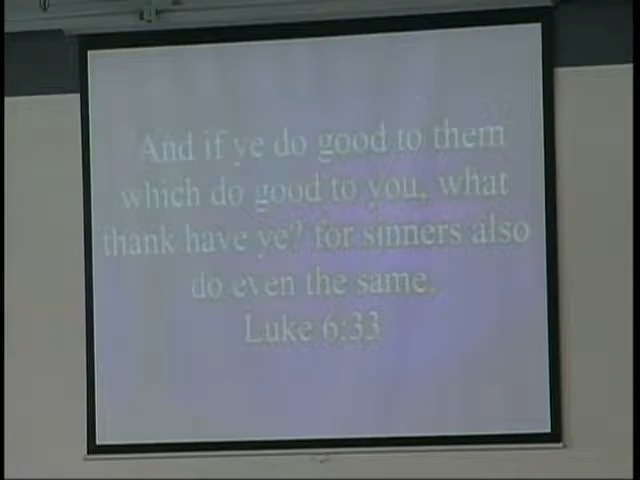 And if ye do good to them
which do good to you, what
thank have ye? for sinners also
do even the same.
Luke 6:33